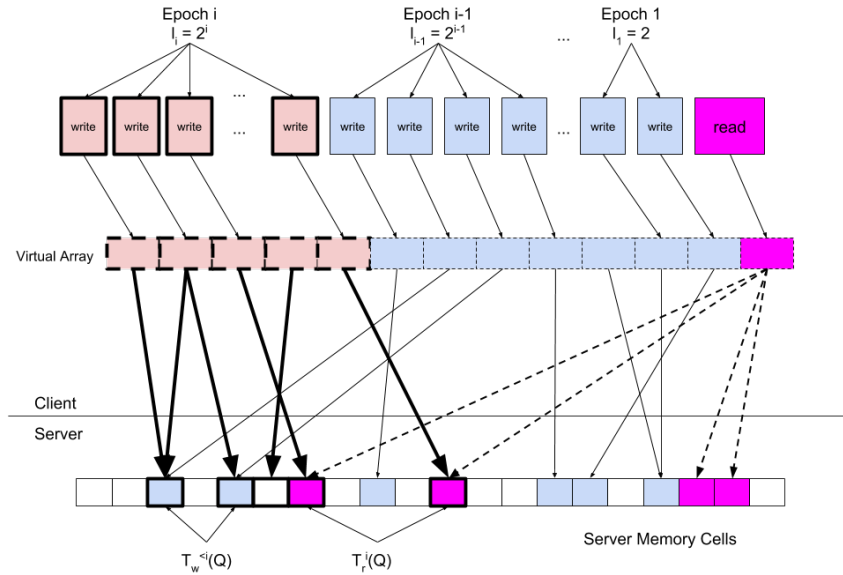 Epoch i Epoch i-1 Epoch 1
l_i = 2^i l_{i-1} = 2^{i-1} ... l_1 = 2
...
write write write ... write write write write write ... write write read
Virtual Array
Client
Server
T_w^{<i}(Q) T_r^i(Q) Server Memory Cells